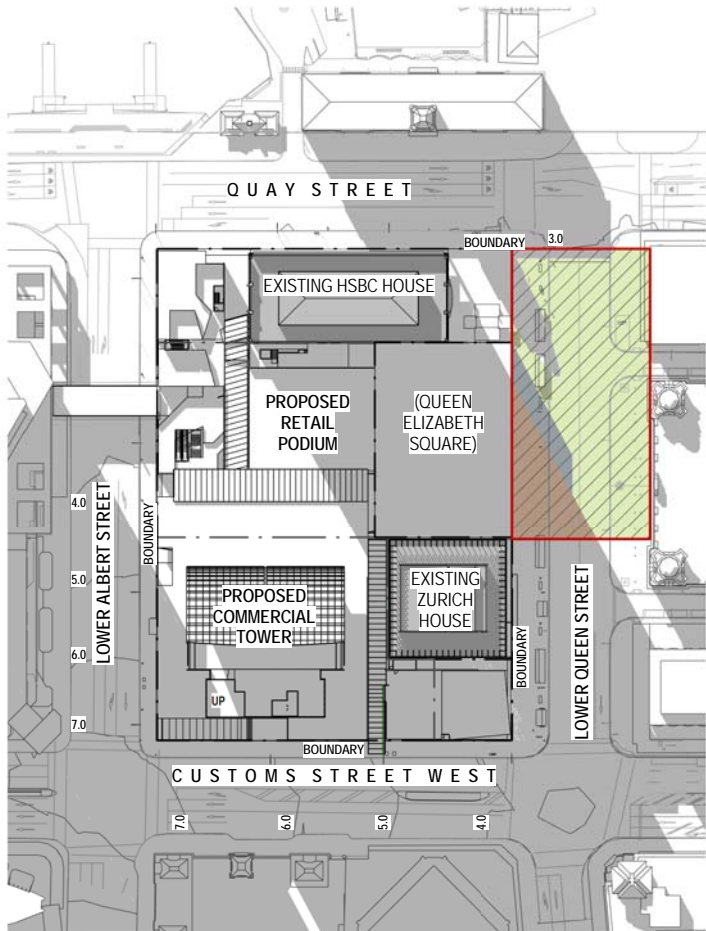 QUAY STREET
BOUNDARY
3.0
EXISTING HSBC HOUSE
PROPOSED
RETAIL
PODIUM
(QUEEN
ELIZABETH
SQUARE)
LOWER ALBERT STREET
4.0
5.0
6.0
7.0
BOUNDARY
PROPOSED
COMMERCIAL
TOWER
EXISTING
ZURICH
HOUSE
UP
BOUNDARY
LOWER QUEEN STREET
BOUNDARY
CUSTOMS STREET WEST
7.0
6.0
5.0
4.0